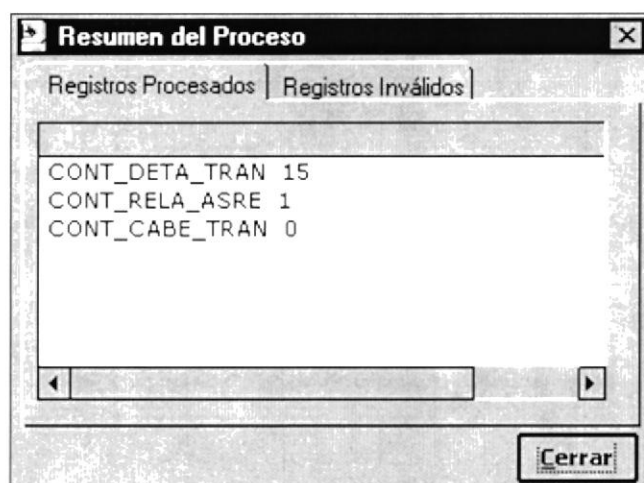 Resumen del Proceso
Registros Procesados Registros Inválidos
CONT_DETA_TRAN 15
CONT_RELA_ASRE 1
CONT_CABE_TRAN 0
Cerrar